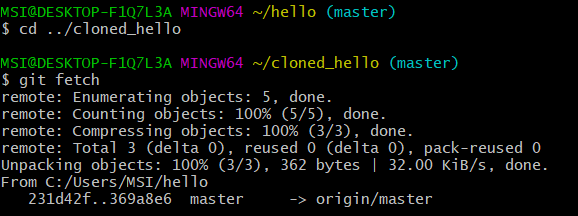 MSI@DESKTOP-F1Q7L3A MINGW64 ~/hello (master)
$ cd ../cloned_hello
MSI@DESKTOP-F1Q7L3A MINGW64 ~/cloned_hello (master)
$ git fetch
remote: Enumerating objects: 5, done.
remote: Counting objects: 100% (5/5), done.
remote: Compressing objects: 100% (3/3), done.
remote: Total 3 (delta 0), reused 0 (delta 0), pack-reused 0
Unpacking objects: 100% (3/3), 362 bytes | 32.00 KiB/s, done.
From C:/Users/MSI/hello
   231d42f..369a8e6  master     -> origin/master